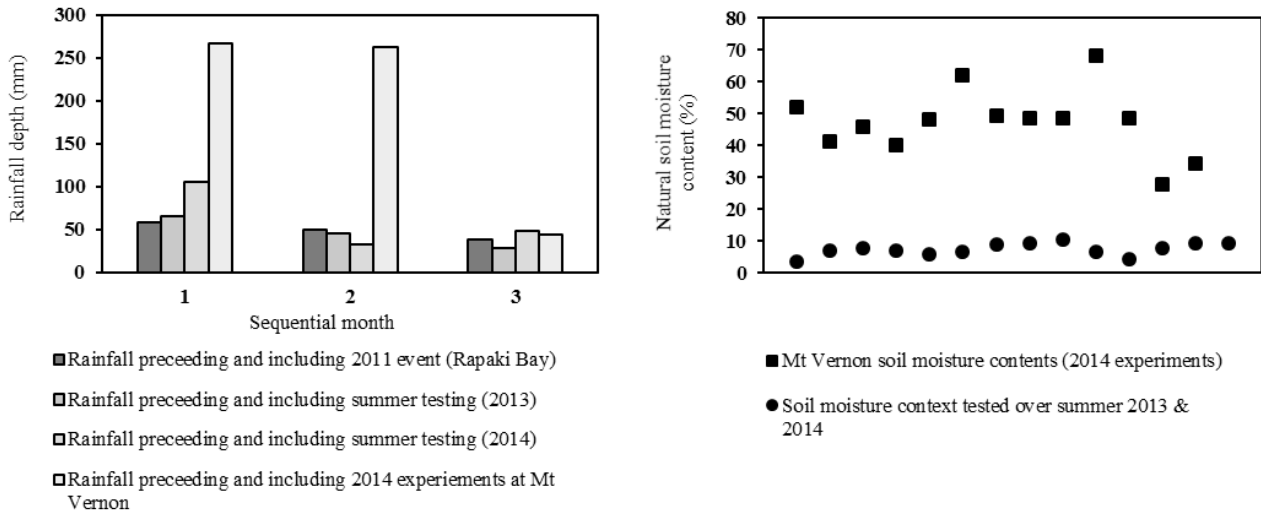 300
250
200
150
100
50
0
Rainfall depth (mm)
1 2 3
Sequential month
Rainfall preceeding and including 2011 event (Rapaki Bay)
Rainfall preceeding and including summer testing (2013)
Rainfall preceeding and including summer testing (2014)
Rainfall preceeding and including 2014 experiements at Mt
Vernon
80
70
60
50
40
30
20
10
0
Natural soil moisture
content (%)
Mt Vernon soil moisture contents (2014 experiments)
Soil moisture context tested over summer 2013 &
2014